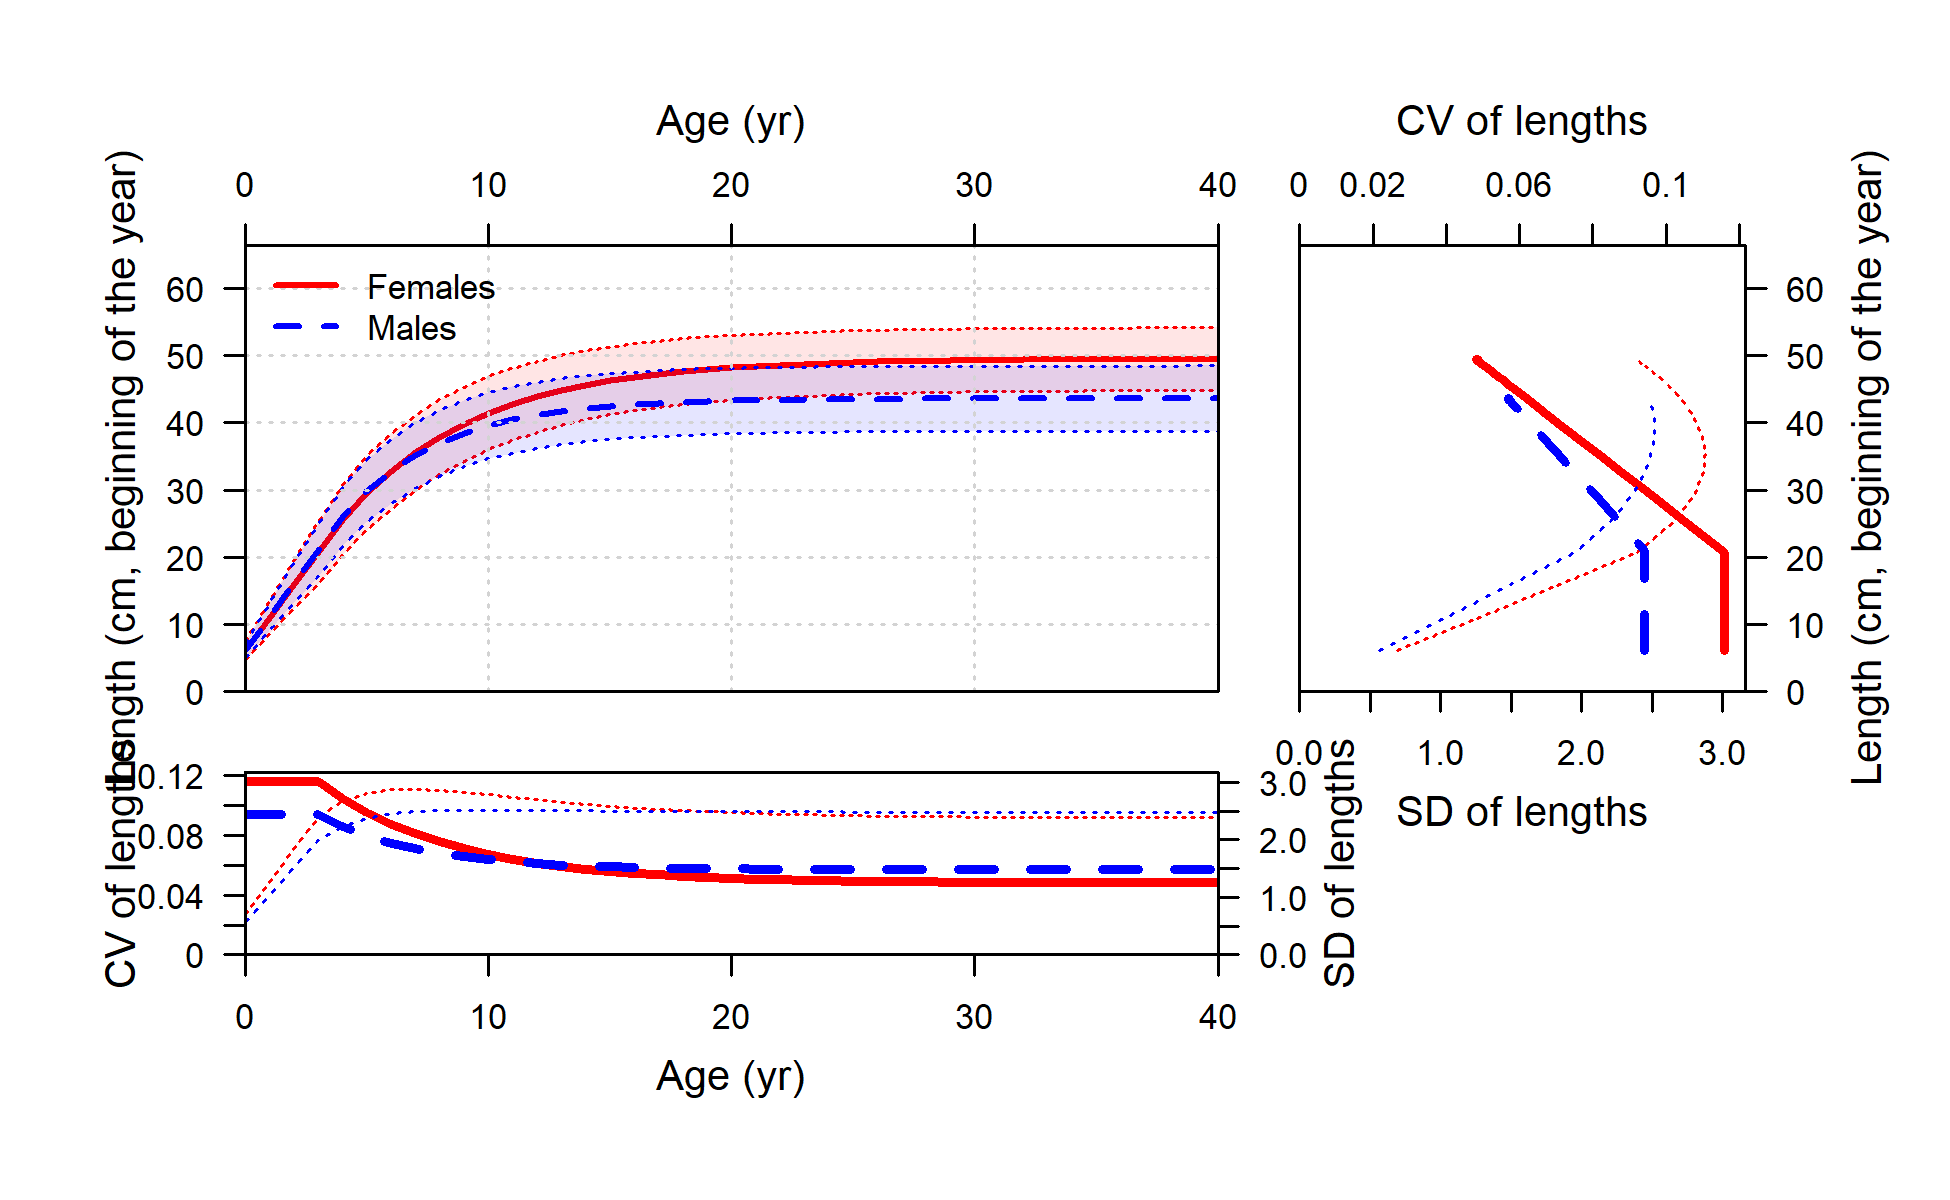 Age (yr)
CV of lengths
0 10 20 30 40
0 0.02 0.06 0.1
Length (cm, beginning of the year)
60
50
40
30
20
10
0
Females
Males
60
50
40
30
20
10
0
Length (cm, beginning of the year)
0.0 1.0 2.0 3.0
SD of lengths
CV of lengths
0.12
0.08
0.04
0
3.0
2.0
1.0
0.0
SD of lengths
0 10 20 30 40
Age (yr)